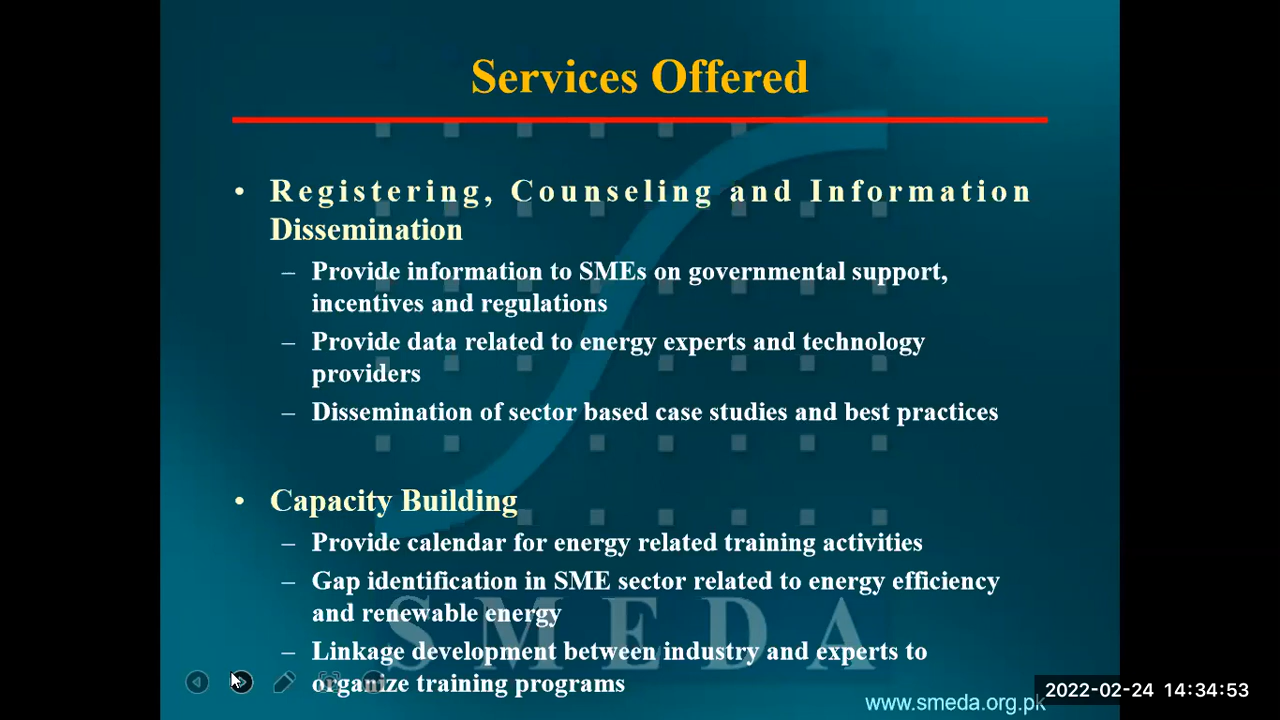 Services Offered
• Registering, Counseling and Information
Dissemination
– Provide information to SMEs on governmental support,
incentives and regulations
– Provide data related to energy experts and technology
providers
– Dissemination of sector based case studies and best practices
• Capacity Building
– Provide calendar for energy related training activities
– Gap identification in SME sector related to energy efficiency
and renewable energy
SMEDA
– Linkage development between industry and experts to
organize training programs
www.smeda.org.pk
2022-02-24 14:34:53